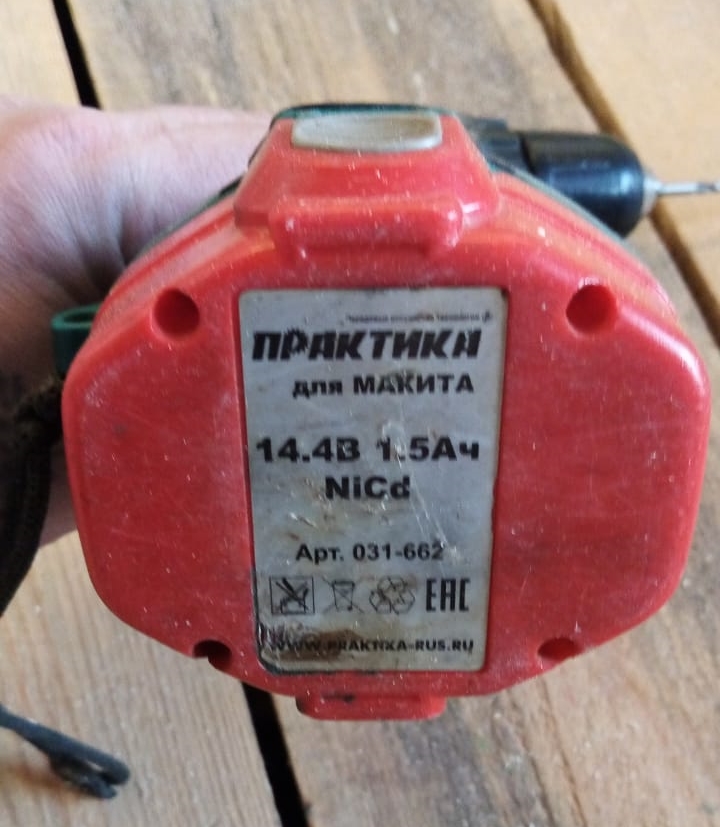 ПРАКТИКА
для МАКИТА
14.4В 1.5Ач
NiCd
Арт. 031-662
ЕАС
WWW.PRAKTIKA-RUS.RU